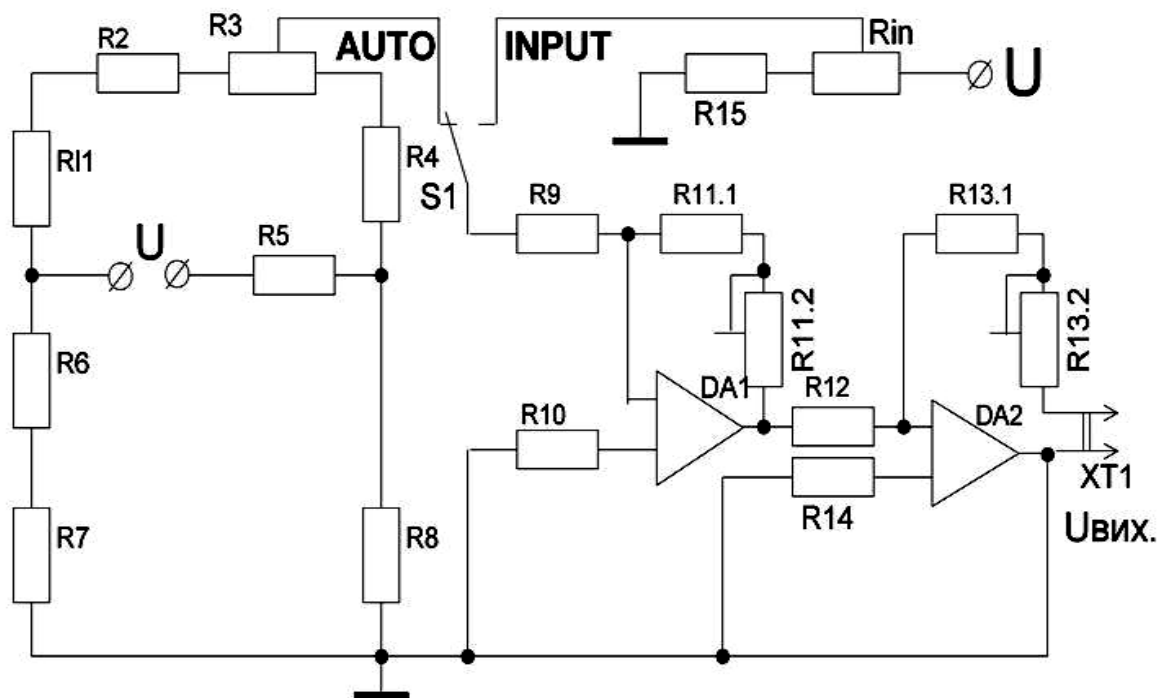 R2
R3
AUTO
INPUT
Rin
U
R15
Rl1
R4
S1
R9
R11.1
R13.1
U
R5
R11.2
R13.2
R6
DA1
R12
DA2
R10
XT1
R7
R8
R14
Uвих.